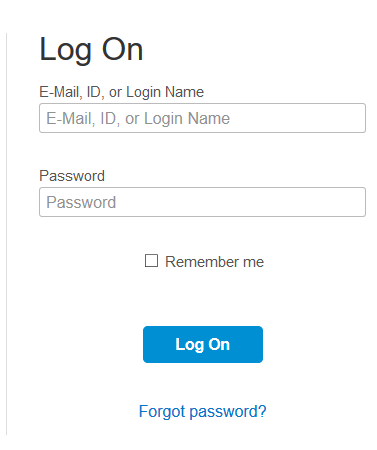 Log On
E-Mail, ID, or Login Name
E-Mail, ID, or Login Name
Password
Password
Remember me
Log On
Forgot password?